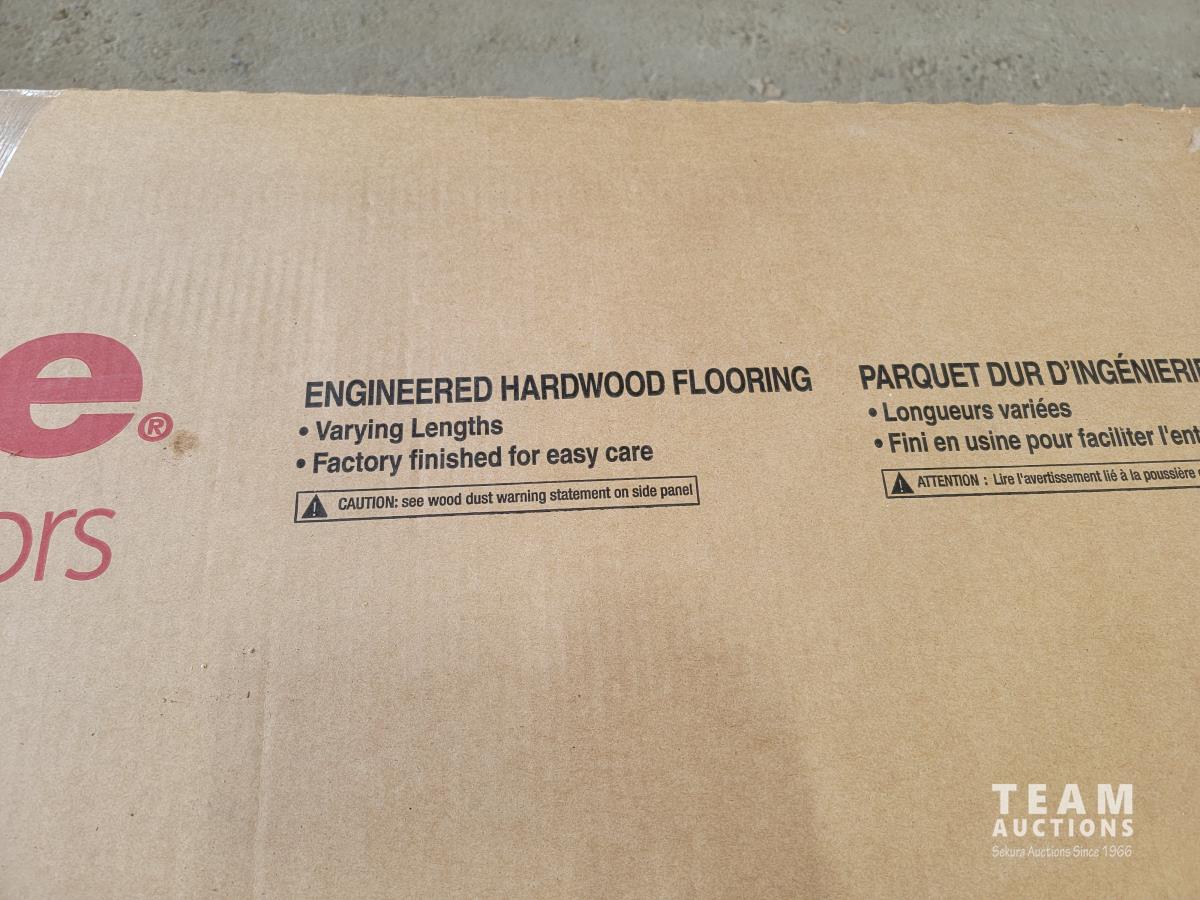 e®
ors
ENGINEERED HARDWOOD FLOORING
• Varying Lengths
• Factory finished for easy care
CAUTION: see wood dust warning statement on side panel
PARQUET DUR D'INGÉNIERIE
• Longueurs variées
• Fini en usine pour faciliter l'ent
ATTENTION : Lire l'avertissement lié à la poussière
TEAM
AUCTIONS
Sekura Auctions Since 1966